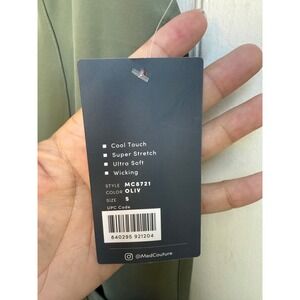 Cool Touch
Super Stretch
Ultra Soft
Wicking
STYLE MC8721
COLOR OLIV
SIZE S
UPC Code
840295 921204
@MedCouture